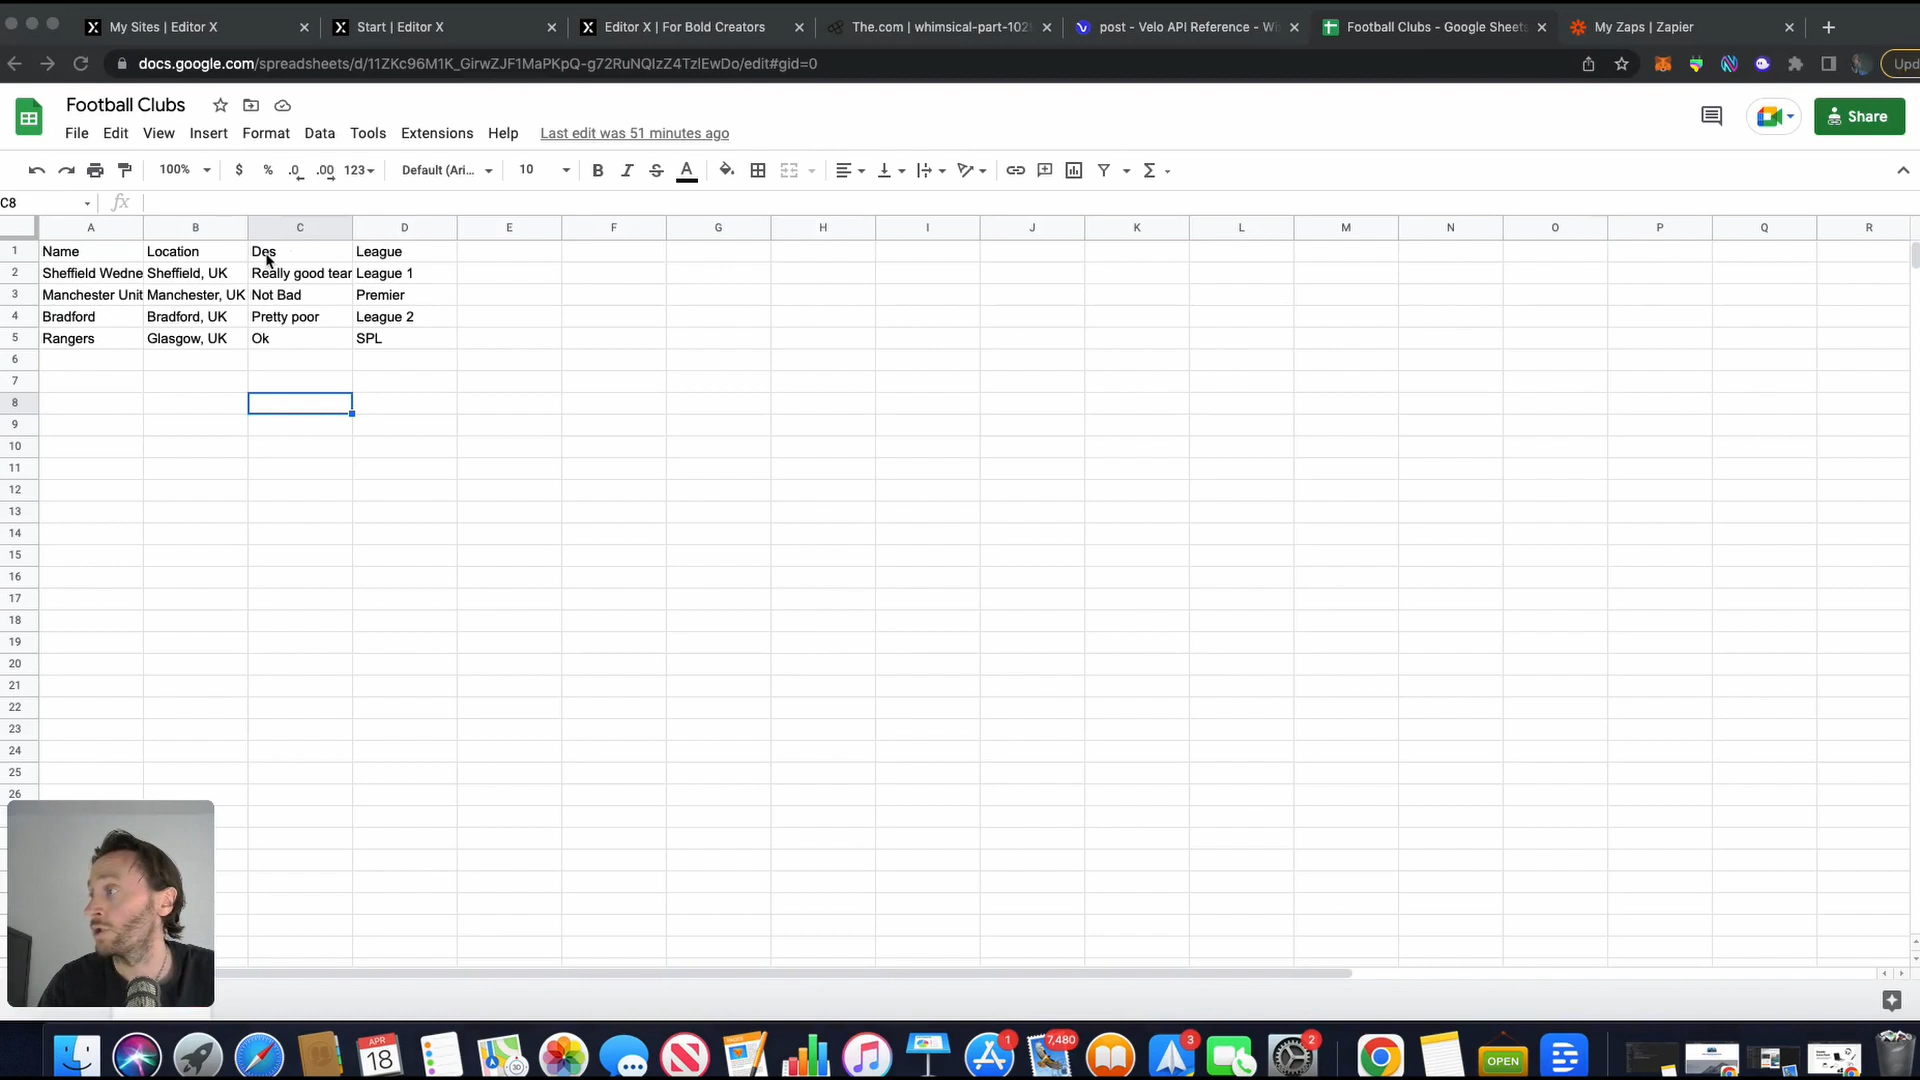 My Sites | Editor X
Start | Editor X
Editor X | For Bold Creators
The.com | whimsical-part-102
post - Velo API Reference - Wi
Football Clubs - Google Sheets
My Zaps | Zapier
docs.google.com/spreadsheets/d/11ZKc96M1K_GirwZJF1MaPKpQ-g72RuNQIzZ4TzlEwDo/edit#gid=0
Upd
Football Clubs
Share
File Edit View Insert Format Data Tools Extensions Help Last edit was 51 minutes ago
100% $ % .0 .00 123 Default (Ari... 10 B I S A
C8 fx
A B C D E F G H I J K L M N O P Q R
1 Name Location Des League
2 Sheffield Wedne Sheffield, UK Really good tear League 1
3 Manchester Unit Manchester, UK Not Bad Premier
4 Bradford Bradford, UK Pretty poor League 2
5 Rangers Glasgow, UK Ok SPL
6
7
8
9
10
11
12
13
14
15
16
17
18
19
20
21
22
23
24
25
26
APR
18
3D
1
7,480
3
2
OPEN